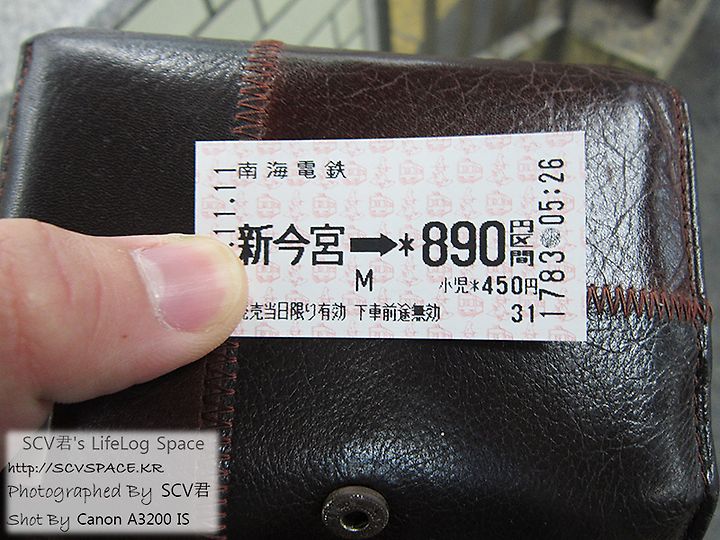 南海電鉄
11.11
新今宮➡*890円区間
M 小児*450円
発売当日限り有効 下車前途無効
31
1783 05:26
SCV君's LifeLog Space
http://SCVSPACE.KR
Photographed By SCV君
Shot By Canon A3200 IS